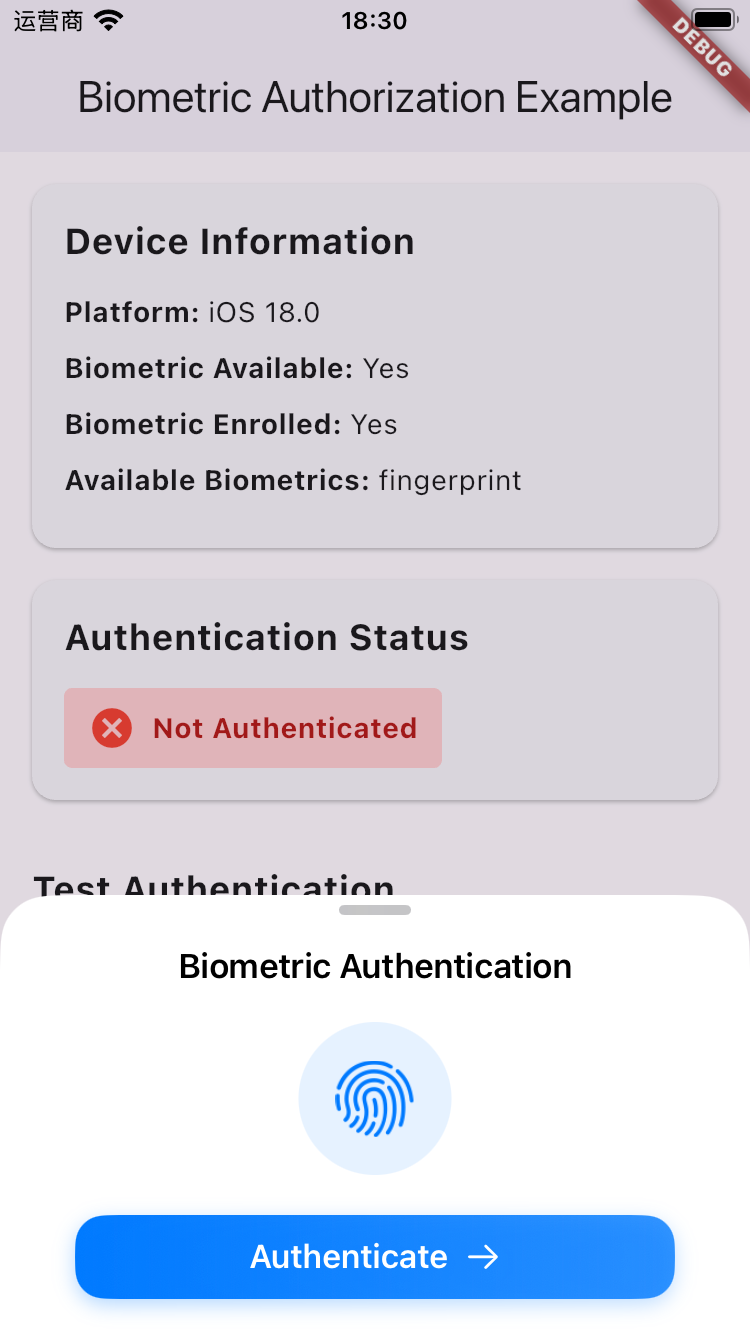 运营商
18:30
DEBUG
Biometric Authorization Example
Device Information
Platform: iOS 18.0
Biometric Available: Yes
Biometric Enrolled: Yes
Available Biometrics: fingerprint
Authentication Status
Not Authenticated
Test Authentication
Biometric Authentication
Authenticate